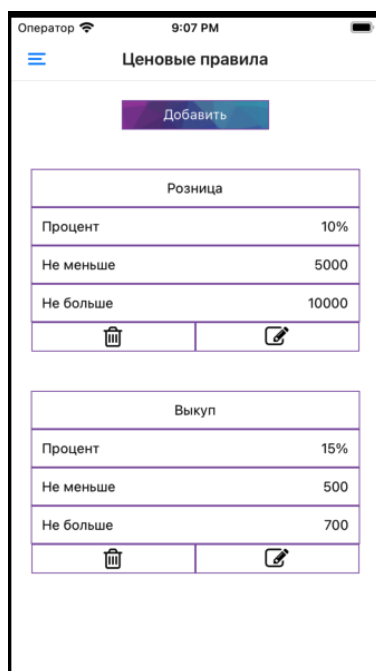 Оператор 9:07 PM
Ценовые правила
Добавить
Розница
Процент 10%
Не меньше 5000
Не больше 10000
Выкуп
Процент 15%
Не меньше 500
Не больше 700